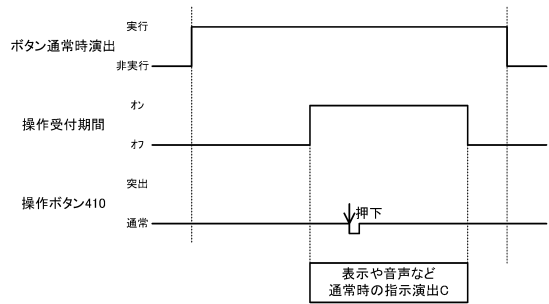 実行
ボタン通常時演出
非実行
オン
操作受付期間
オフ
突出
操作ボタン410
通常
押下
表示や音声など
通常時の指示演出C